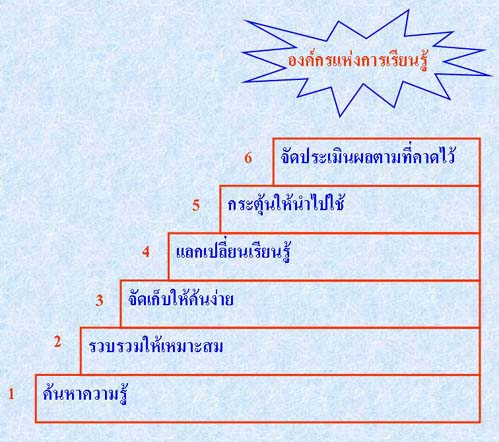 องค์กรแห่งการเรียนรู้
6 จัดประเมินผลตามที่คาดไว้
5 กระตุ้นให้นำไปใช้
4 แลกเปลี่ยนเรียนรู้
3 จัดเก็บให้ค้นง่าย
2 รวบรวมให้เหมาะสม
1 ค้นหาความรู้